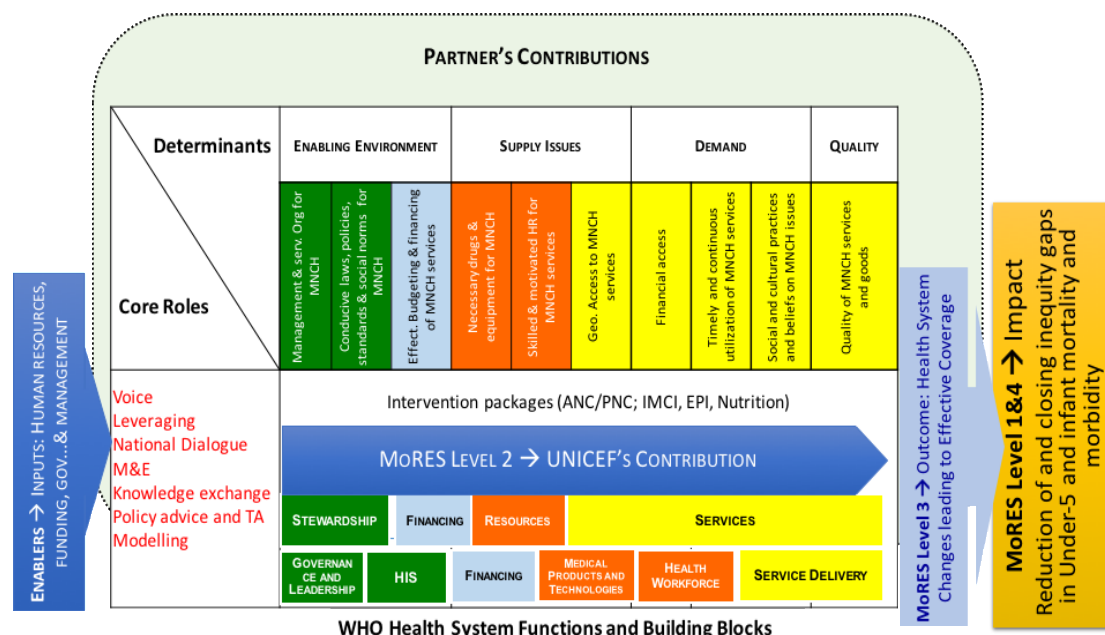 PARTNER'S CONTRIBUTIONS
Determinants
Core Roles
ENABLING ENVIRONMENT
SUPPLY ISSUES
DEMAND
QUALITY
Management & serv. Org for
MNCH
Conducive laws, policies,
standards & social norms for
MNCH
Effect. Budgeting & financing
of MNCH services
Necessary drugs &
equipment for MNCH
Skilled & motivated HR for
MNCH services
Geo. Access to MNCH
services
Financial access
Timely and continuous
utilization of MNCH services
Social and cultural practices
and beliefs on MNCH issues
Quality of MNCH services
and goods
ENABLERS → INPUTS: HUMAN RESOURCES,
FUNDING, GOV...& MANAGEMENT
Voice
Leveraging
National Dialogue
M&E
Knowledge exchange
Policy advice and TA
Modelling
Intervention packages (ANC/PNC; IMCI, EPI, Nutrition)
MORES LEVEL 2 → UNICEF'S CONTRIBUTION
STEWARDSHIP
FINANCING
RESOURCES
SERVICES
GOVERNAN
CE AND
LEADERSHIP
HIS
FINANCING
MEDICAL
PRODUCTS AND
TECHNOLOGIES
HEALTH
WORKFORCE
SERVICE DELIVERY
MoRES Level 3 → Outcome: Health System
Changes leading to Effective Coverage
MoRES Level 1&4 → Impact
Reduction of and closing inequity gaps
in Under-5 and infant mortality and
morbidity
WHO Health System Functions and Building Blocks